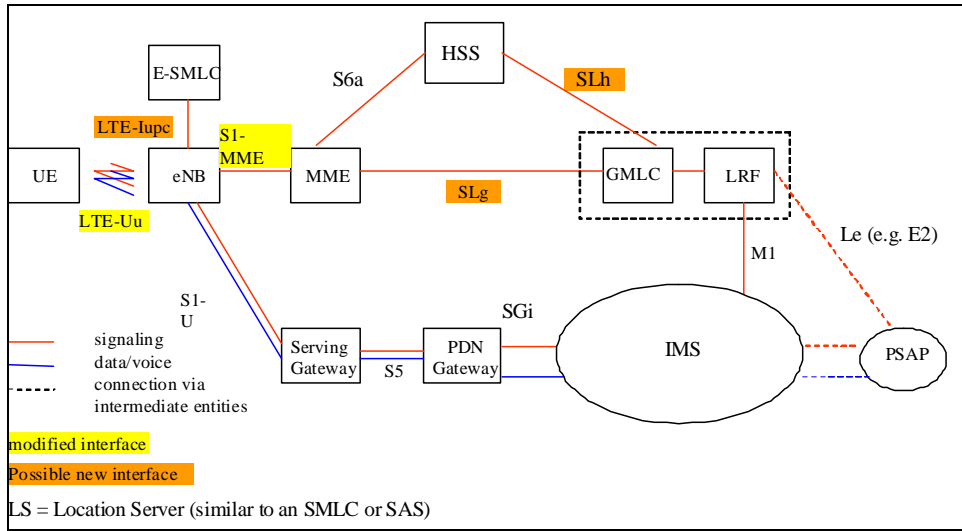 HSS
E-SMLC
S6a
SLh
LTE-Iupc
S1-
MME
UE
eNB
MME
GMLC
LRF
SLg
LTE-Uu
Le (e.g. E2)
M1
S1-
U
SGi
signaling
data/voice
connection via
intermediate entities
Serving
Gateway
S5
PDN
Gateway
IMS
PSAP
modified interface
Possible new interface
LS = Location Server (similar to an SMLC or SAS)